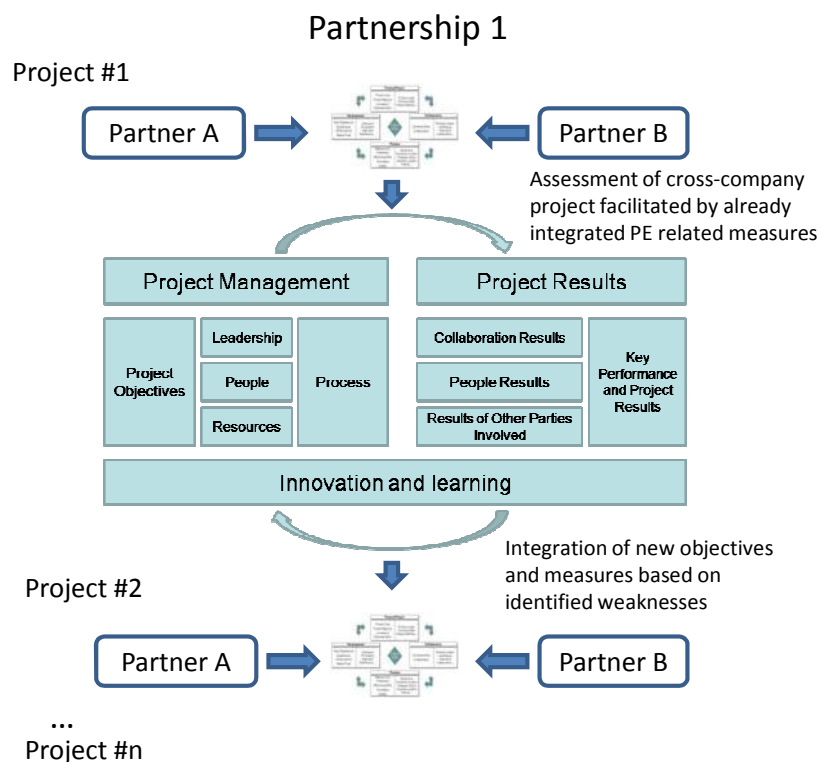 Partnership 1
Project #1
Partner A
Partner B
Assessment of cross-company
project facilitated by already
integrated PE related measures
Project Management
Project Results
Project
Objectives
Leadership
People
Resources
Process
Collaboration Results
People Results
Results of Other Parties
Involved
Key
Performance
and Project
Results
Innovation and learning
Integration of new objectives
and measures based on
identified weaknesses
Project #2
Partner A
Partner B
...
Project #n